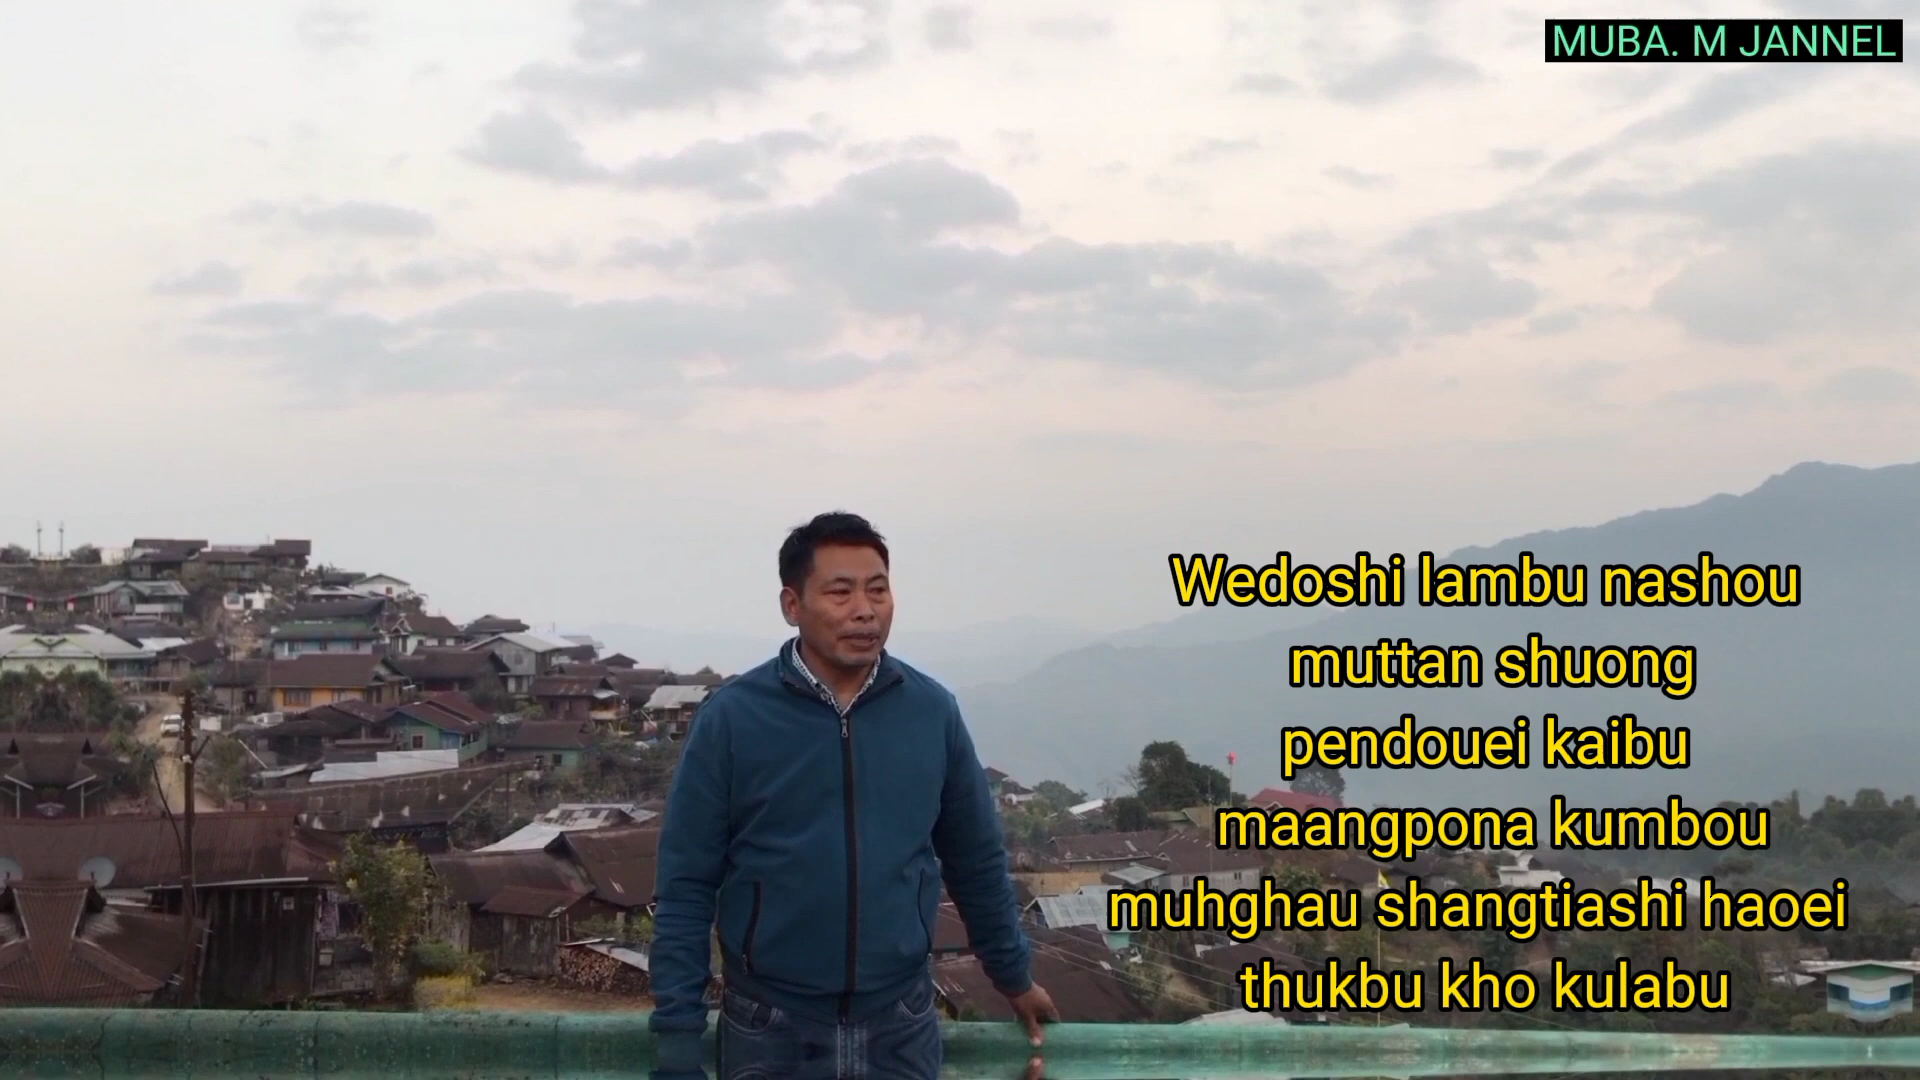 MUBA. M JANNEL
Wedoshi lambu nashou
muttan shuong
pendouei kaibu
maangpona kumbou
muhghau shangtiashi haoei
thukbu kho kulabu